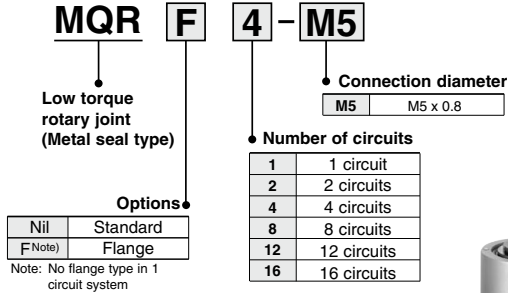 MQR F 4 – M5
Connection diameter
M5 M5 x 0.8
Low torque
rotary joint
(Metal seal type)
Number of circuits
1 1 circuit
2 2 circuits
4 4 circuits
8 8 circuits
12 12 circuits
16 16 circuits
Options
Nil Standard
F Note) Flange
Note: No flange type in 1
circuit system